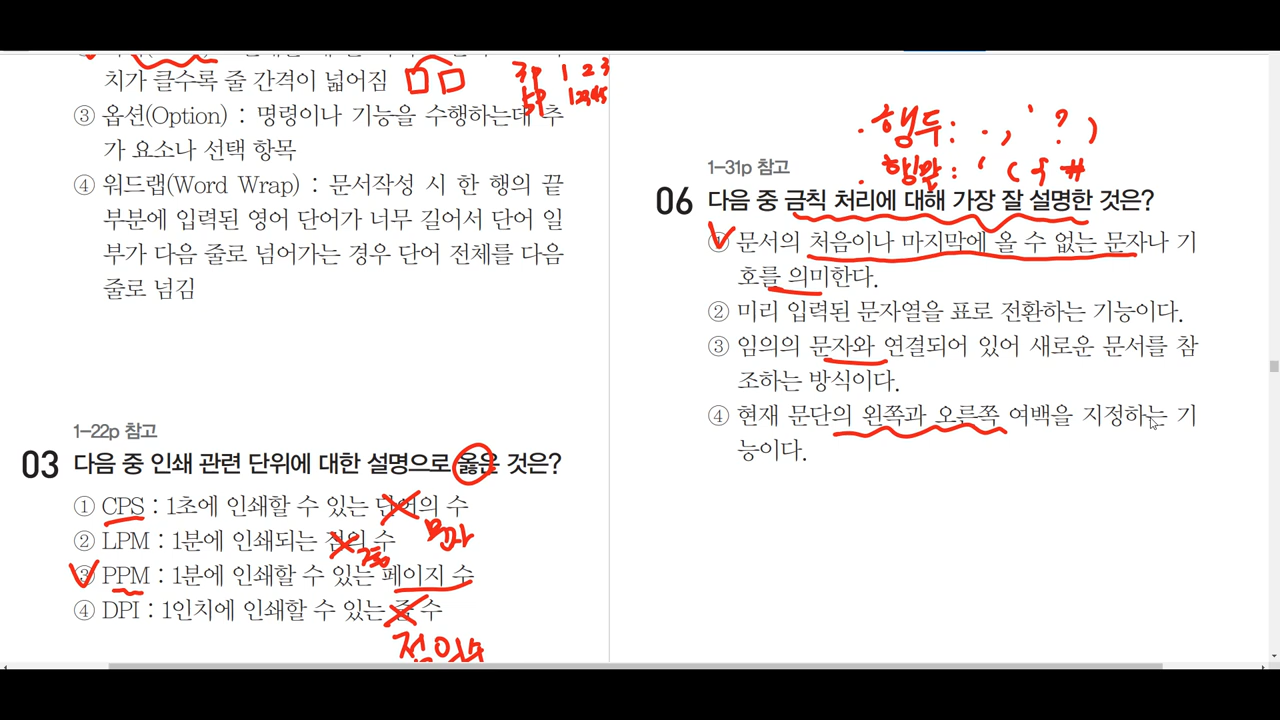 치가 클수록 줄 간격이 넓어짐
3P 1 2 3
5P 12345
③ 옵션(Option) : 명령이나 기능을 수행하는데 추
가 요소나 선택 항목
④ 워드랩(Word Wrap) : 문서작성 시 한 행의 끝
부분에 입력된 영어 단어가 너무 길어서 단어 일
부가 다음 줄로 넘어가는 경우 단어 전체를 다음
줄로 넘김
1-22p 참고
03 다음 중 인쇄 관련 단위에 대한 설명으로 옳은 것은?
① CPS : 1초에 인쇄할 수 있는 단어의 수
문자
② LPM : 1분에 인쇄되는 점의 수
③ PPM : 1분에 인쇄할 수 있는 페이지 수
④ DPI : 1인치에 인쇄할 수 있는 줄 수
점의수
. 행두 : . , ' ? )
. 행말 : ' ( { #
1-31p 참고
06 다음 중 금칙 처리에 대해 가장 잘 설명한 것은?
① 문서의 처음이나 마지막에 올 수 없는 문자나 기
호를 의미한다.
② 미리 입력된 문자열을 표로 전환하는 기능이다.
③ 임의의 문자와 연결되어 있어 새로운 문서를 참
조하는 방식이다.
④ 현재 문단의 왼쪽과 오른쪽 여백을 지정하는 기
능이다.